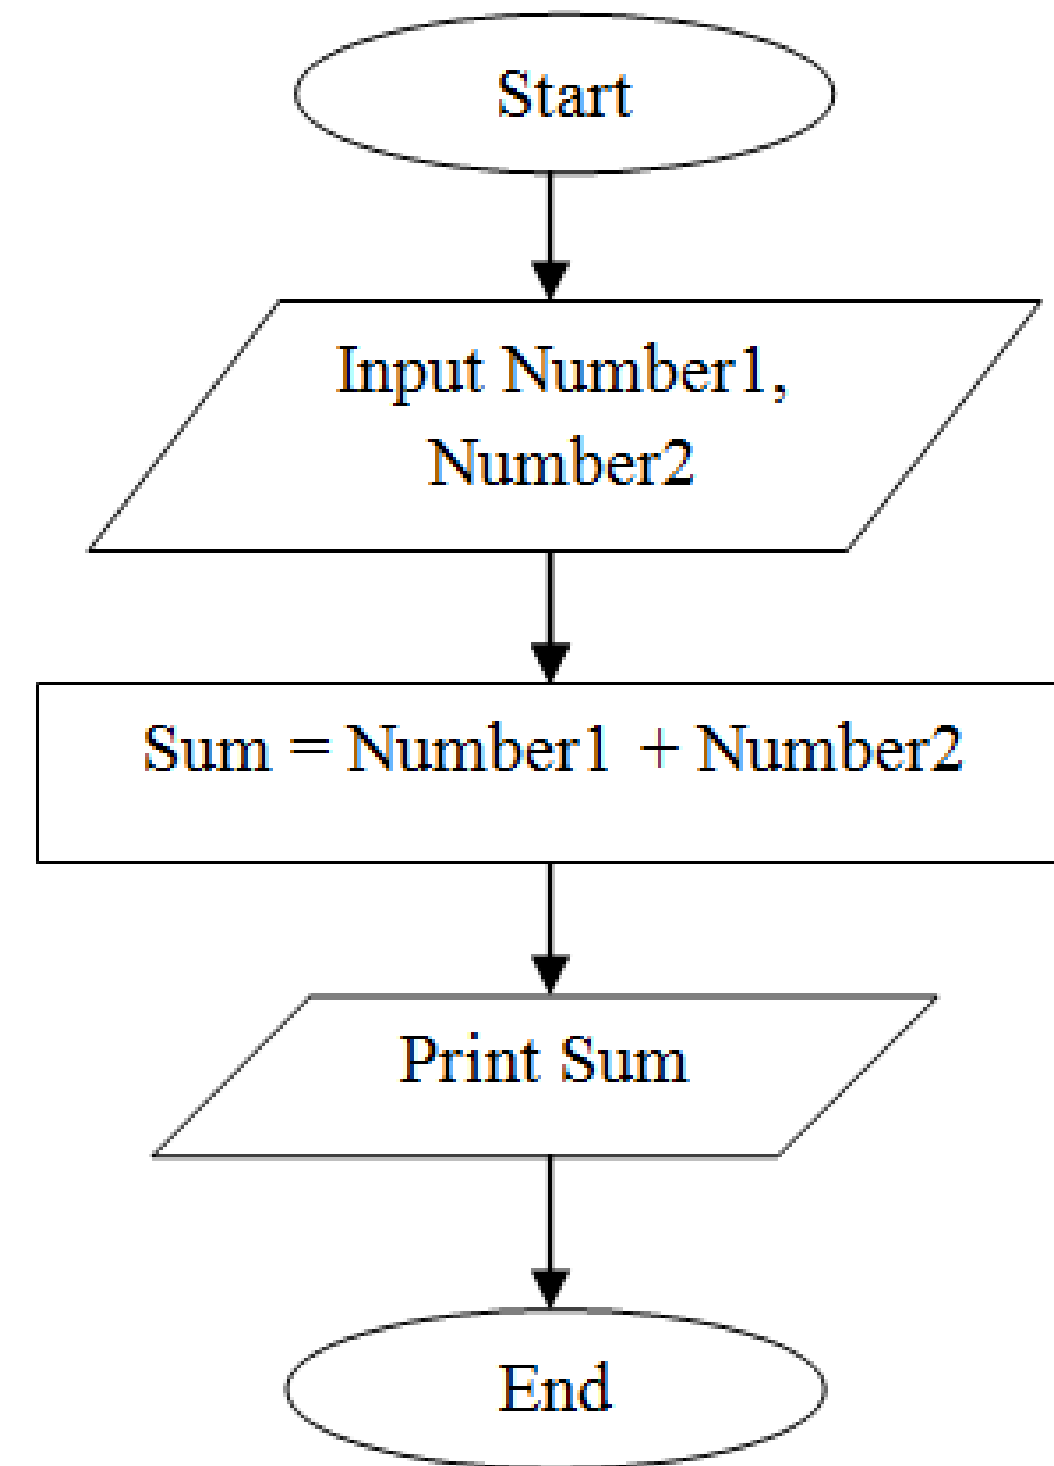 Start
Input Number1,
Number2
Sum = Number1 + Number2
Print Sum
End